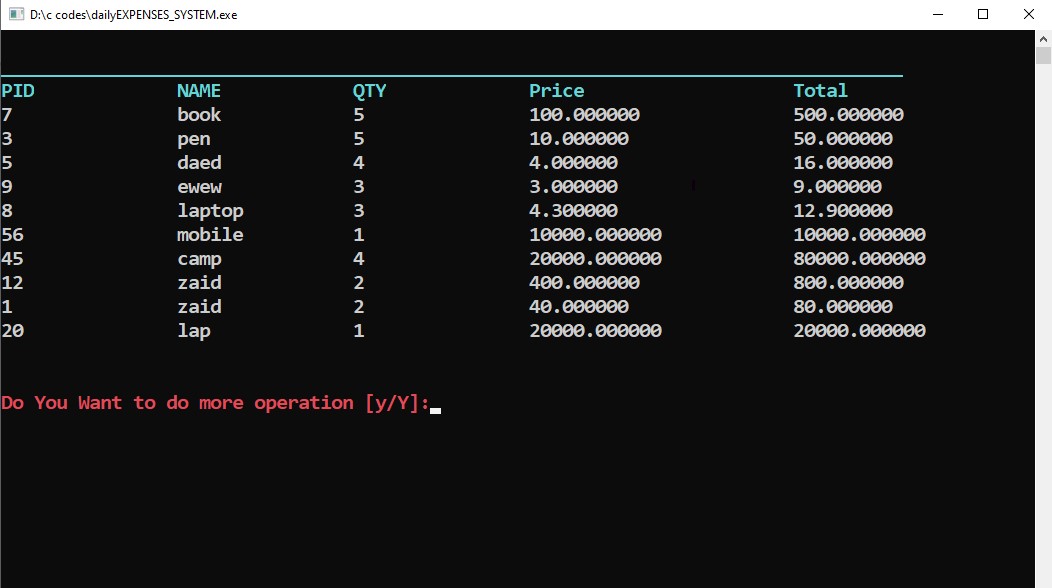 D:\c codes\dailyEXPENSES_SYSTEM.exe
PID NAME QTY Price Total
7 book 5 100.000000 500.000000
3 pen 5 10.000000 50.000000
5 daed 4 4.000000 16.000000
9 ewew 3 3.000000 9.000000
8 laptop 3 4.300000 12.900000
56 mobile 1 10000.000000 10000.000000
45 camp 4 20000.000000 80000.000000
12 zaid 2 400.000000 800.000000
1 zaid 2 40.000000 80.000000
20 lap 1 20000.000000 20000.000000
Do You Want to do more operation [y/Y]: